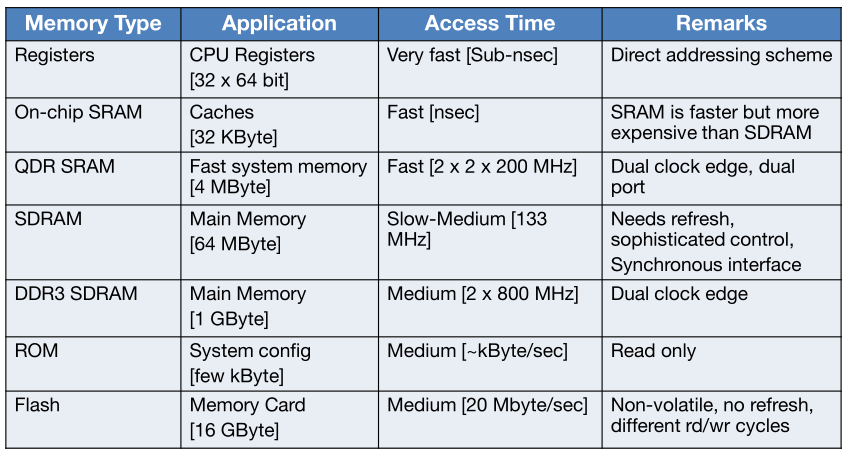 Memory Type Application Access Time Remarks
Registers CPU Registers Very fast [Sub-nsec] Direct addressing scheme
[32 x 64 bit]
On-chip SRAM Caches Fast [nsec] SRAM is faster but more
[32 KByte] expensive than SDRAM
QDR SRAM Fast system memory Fast [2 x 2 x 200 MHz] Dual clock edge, dual
[4 MByte] port
SDRAM Main Memory Slow-Medium [133 Needs refresh,
[64 MByte] MHz] sophisticated control,
Synchronous interface
DDR3 SDRAM Main Memory Medium [2 x 800 MHz] Dual clock edge
[1 GByte]
ROM System config Medium [~kByte/sec] Read only
[few kByte]
Flash Memory Card Medium [20 Mbyte/sec] Non-volatile, no refresh,
[16 GByte] different rd/wr cycles